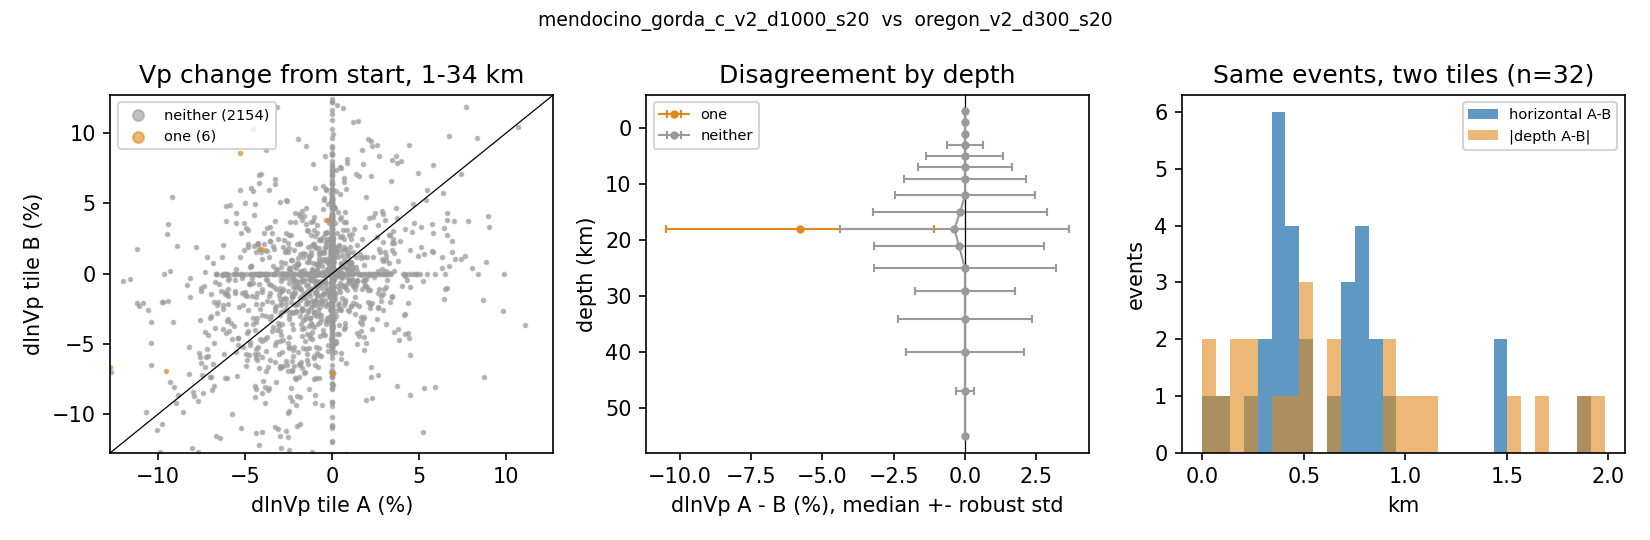 mendocino_gorda_c_v2_d1000_s20  vs  oregon_v2_d300_s20
Vp change from start, 1-34 km
neither (2154)
one (6)
10
5
0
−5
−10
dlnVp tile B (%)
−10
−5
0
5
10
dlnVp tile A (%)
Disagreement by depth
one
neither
0
10
20
30
40
50
depth (km)
−10.0
−7.5
−5.0
−2.5
0.0
2.5
dlnVp A - B (%), median +- robust std
Same events, two tiles (n=32)
horizontal A-B
|depth A-B|
6
5
4
3
2
1
0
events
0.0
0.5
1.0
1.5
2.0
km